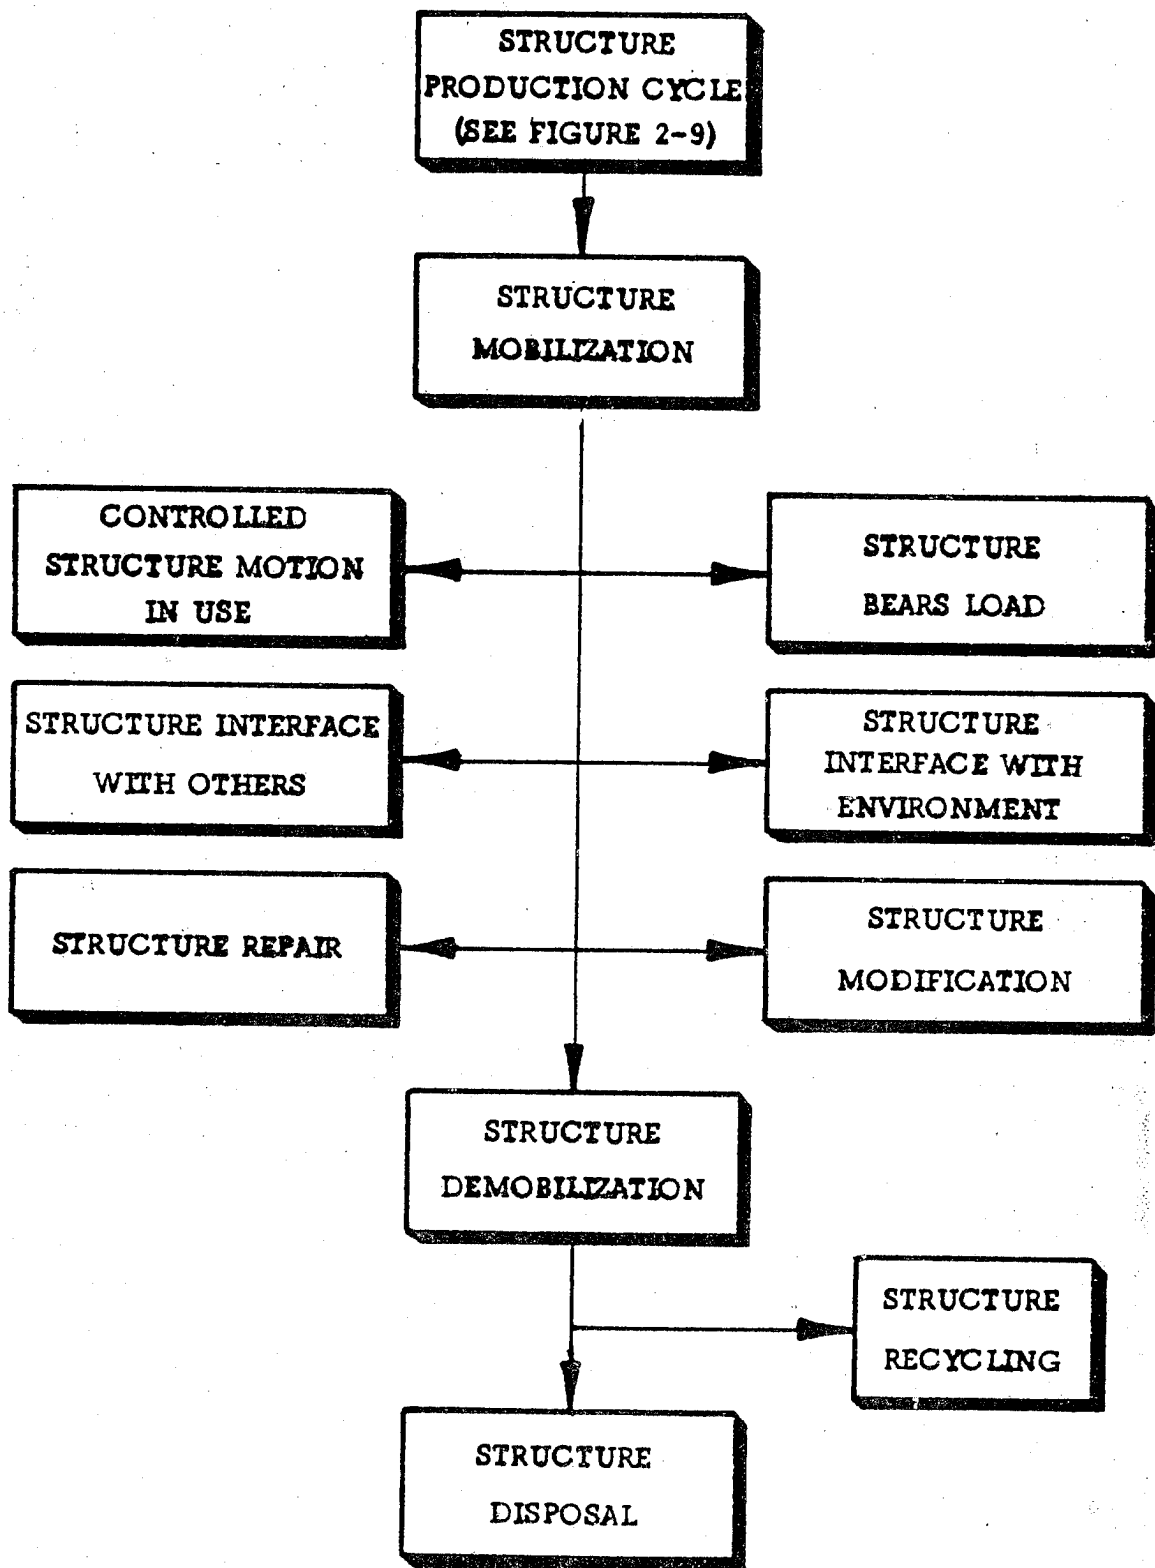 STRUCTURE
PRODUCTION CYCLE
(SEE FIGURE 2-9)
STRUCTURE
MOBILIZATION
CONTROLLED
STRUCTURE MOTION
IN USE
STRUCTURE
BEARS LOAD
STRUCTURE INTERFACE
WITH OTHERS
STRUCTURE
INTERFACE WITH
ENVIRONMENT
STRUCTURE REPAIR
STRUCTURE
MODIFICATION
STRUCTURE
DEMOBILIZATION
STRUCTURE
RECYCLING
STRUCTURE
DISPOSAL